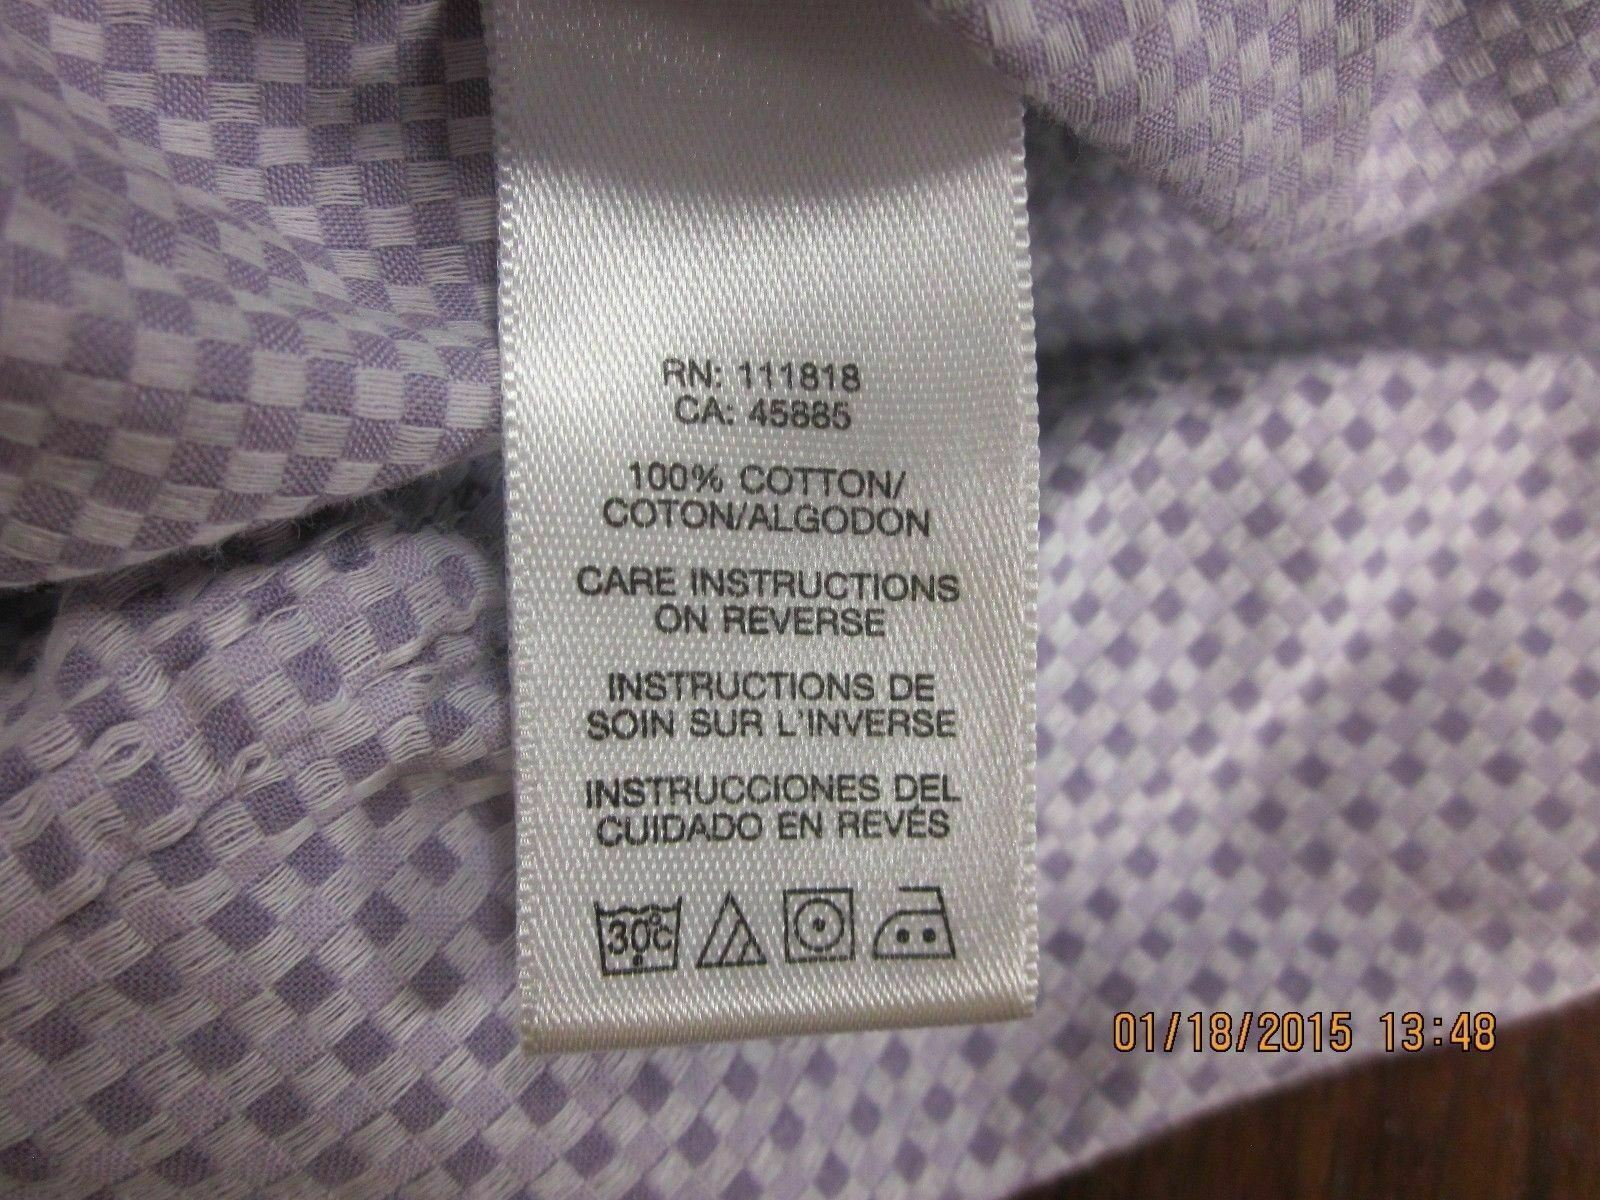 RN: 111818
CA: 45885
100% COTTON/
COTON/ALGODON
CARE INSTRUCTIONS
ON REVERSE
INSTRUCTIONS DE
SOIN SUR L'INVERSE
INSTRUCCIONES DEL
CUIDADO EN REVÉS
30°C
01/18/2015 13:48